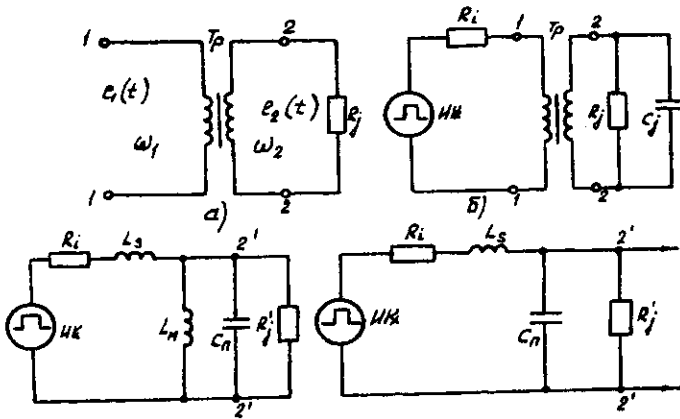 1 Тр 2
e₁(t) e₂(t) Rj
ω₁ ω₂
1 2
а)
Ri 1 Тр 2
ИК Rj Cj
1 2
б)
Ri Ls 2'
ИК Lм Cп R'j
2'
Ri Ls 2'
ИК Cп R'j
2'